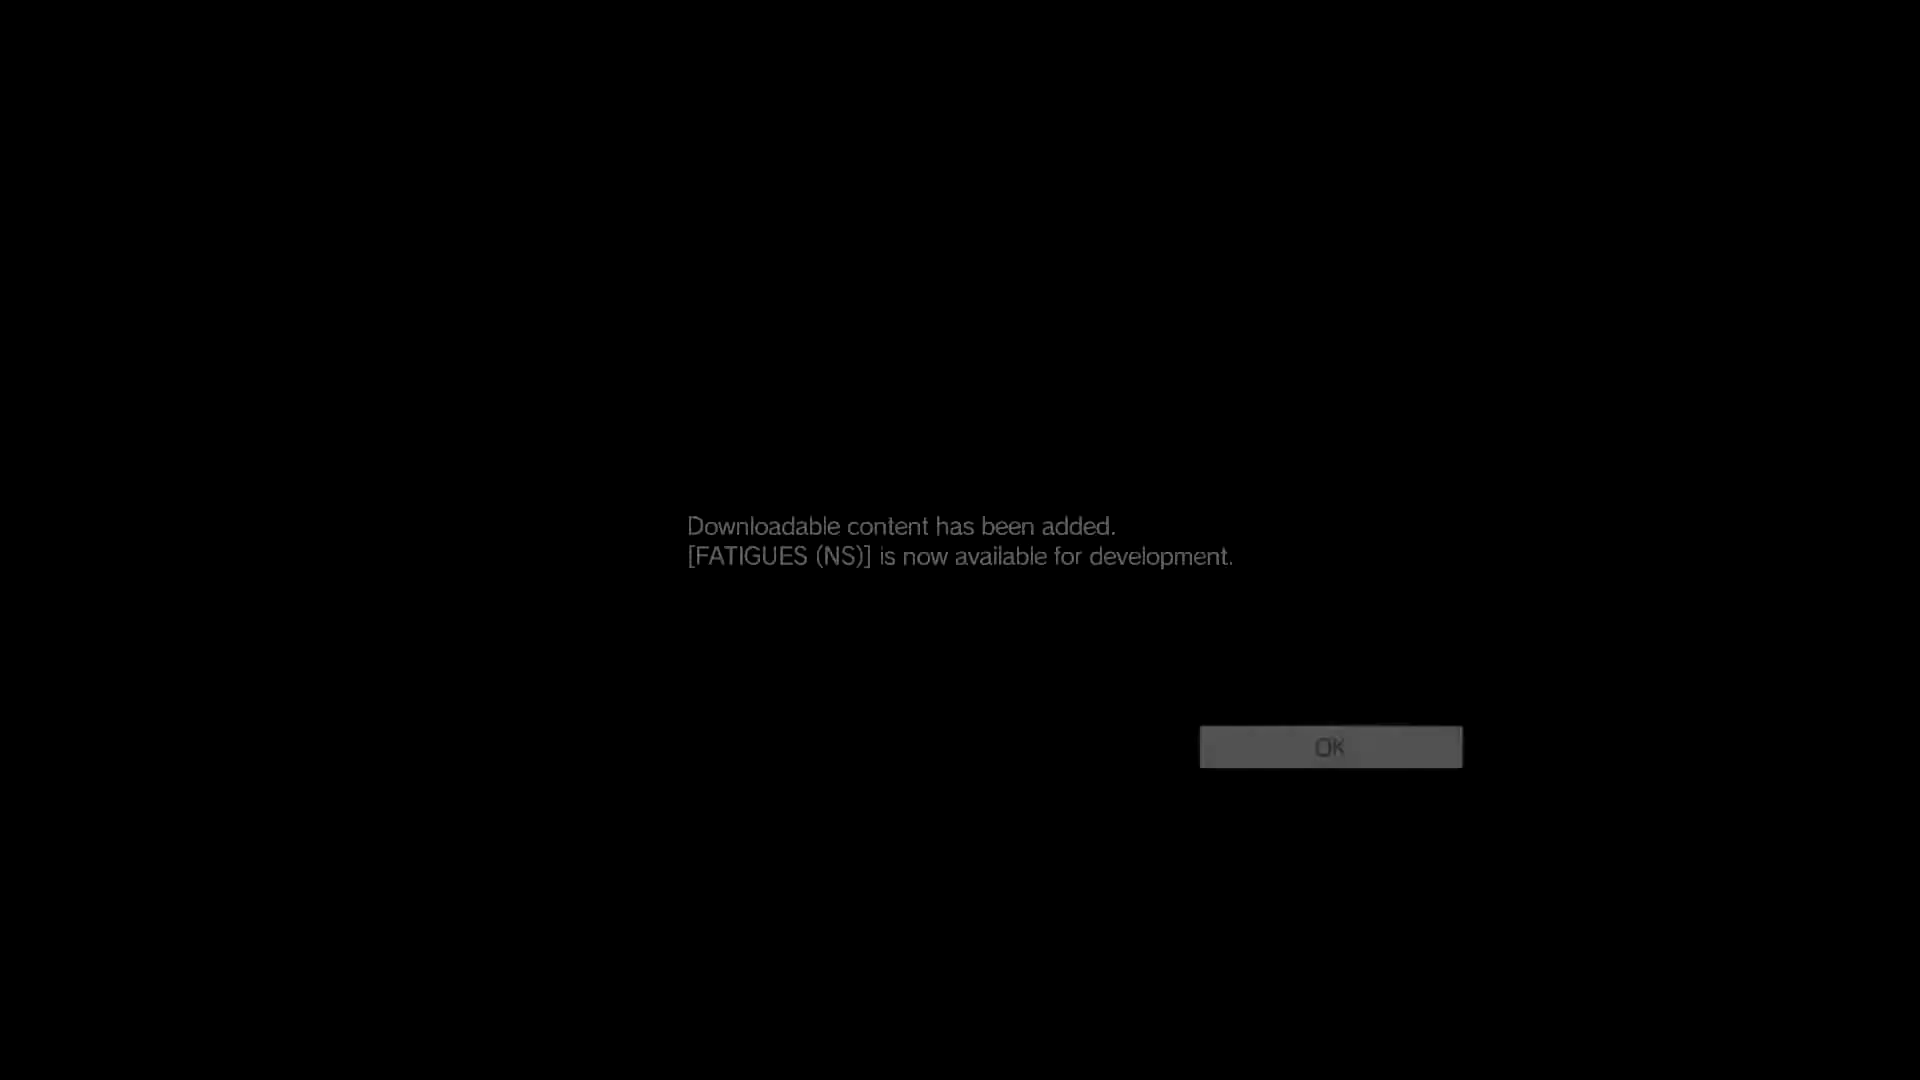 Downloadable content has been added.
[FATIGUES (NS)] is now available for development.
OK